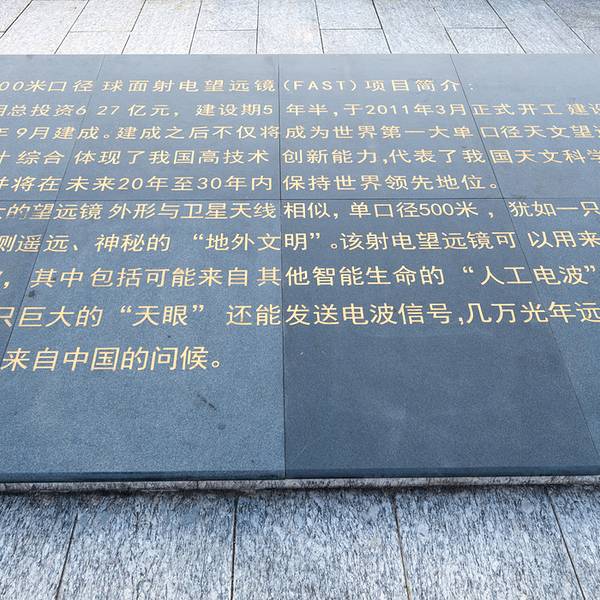 00米口径球面射电望远镜(FAST)项目简介:
总投资6 27亿元,建设期5年半,于2011年3月正式开工建设
年9月建成。建成之后不仅将成为世界第一大单口径天文望远
综合体现了我国高技术创新能力,代表了我国天文科学
将在未来20年至30年内保持世界领先地位。
的望远镜外形与卫星天线相似,单口径500米,犹如一只
测遥远、神秘的“地外文明”。该射电望远镜可以用来
,其中包括可能来自其他智能生命的“人工电波”
只巨大的“天眼”还能发送电波信号,几万光年远
来自中国的问候。